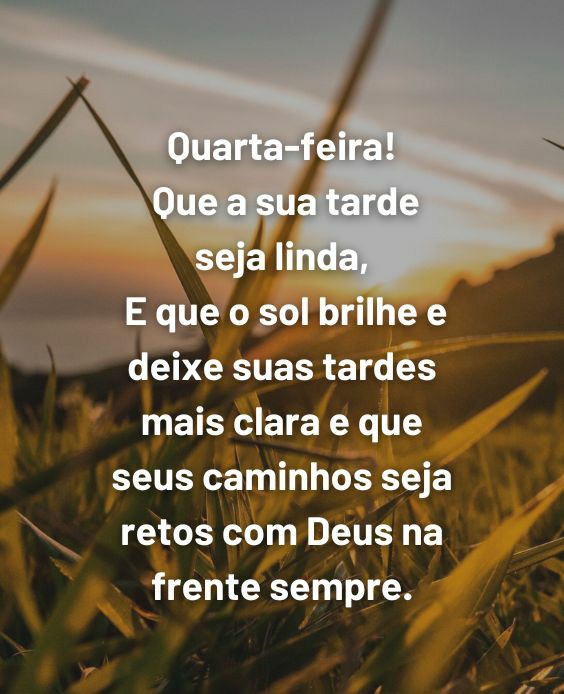 Quarta-feira!
Que a sua tarde
seja linda,
E que o sol brilhe e
deixe suas tardes
mais clara e que
seus caminhos seja
retos com Deus na
frente sempre.